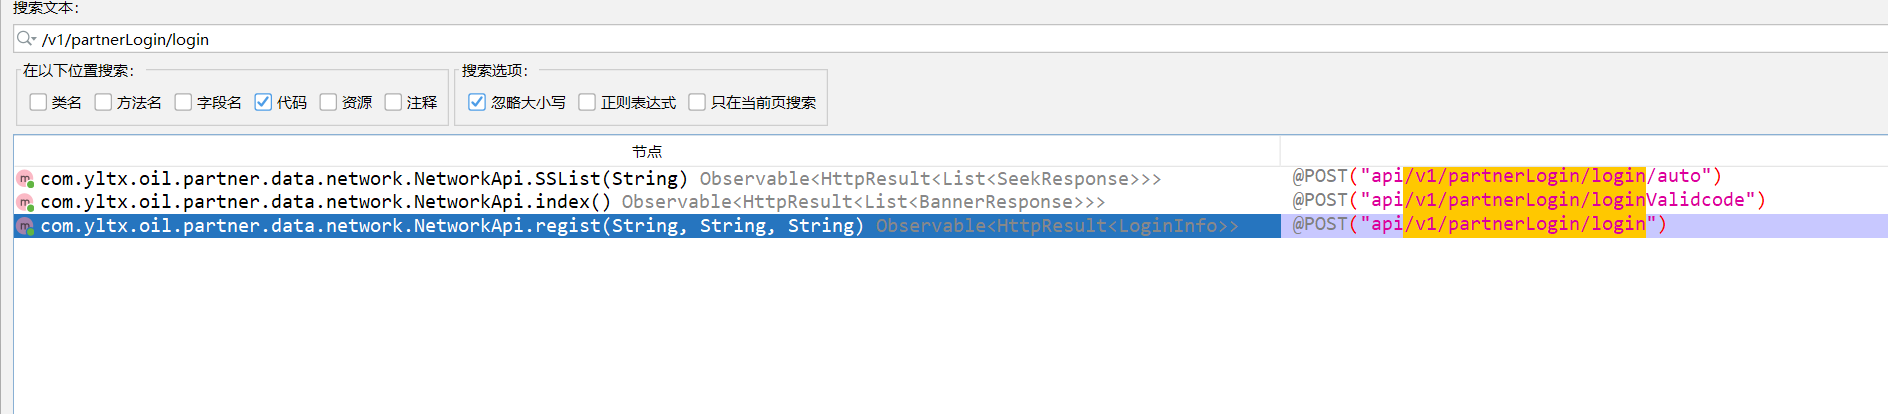 搜索文本：
/v1/partnerLogin/login
在以下位置搜索： 搜索选项：
类名 方法名 字段名 代码 资源 注释 忽略大小写 正则表达式 只在当前页搜索
节点
m com.yltx.oil.partner.data.network.NetworkApi.SSList(String) Observable<HttpResult<List<SeekResponse>>> @POST("api/v1/partnerLogin/login/auto")
m com.yltx.oil.partner.data.network.NetworkApi.index() Observable<HttpResult<List<BannerResponse>>> @POST("api/v1/partnerLogin/loginValidcode")
m com.yltx.oil.partner.data.network.NetworkApi.regist(String, String, String) Observable<HttpResult<LoginInfo>> @POST("api/v1/partnerLogin/login")